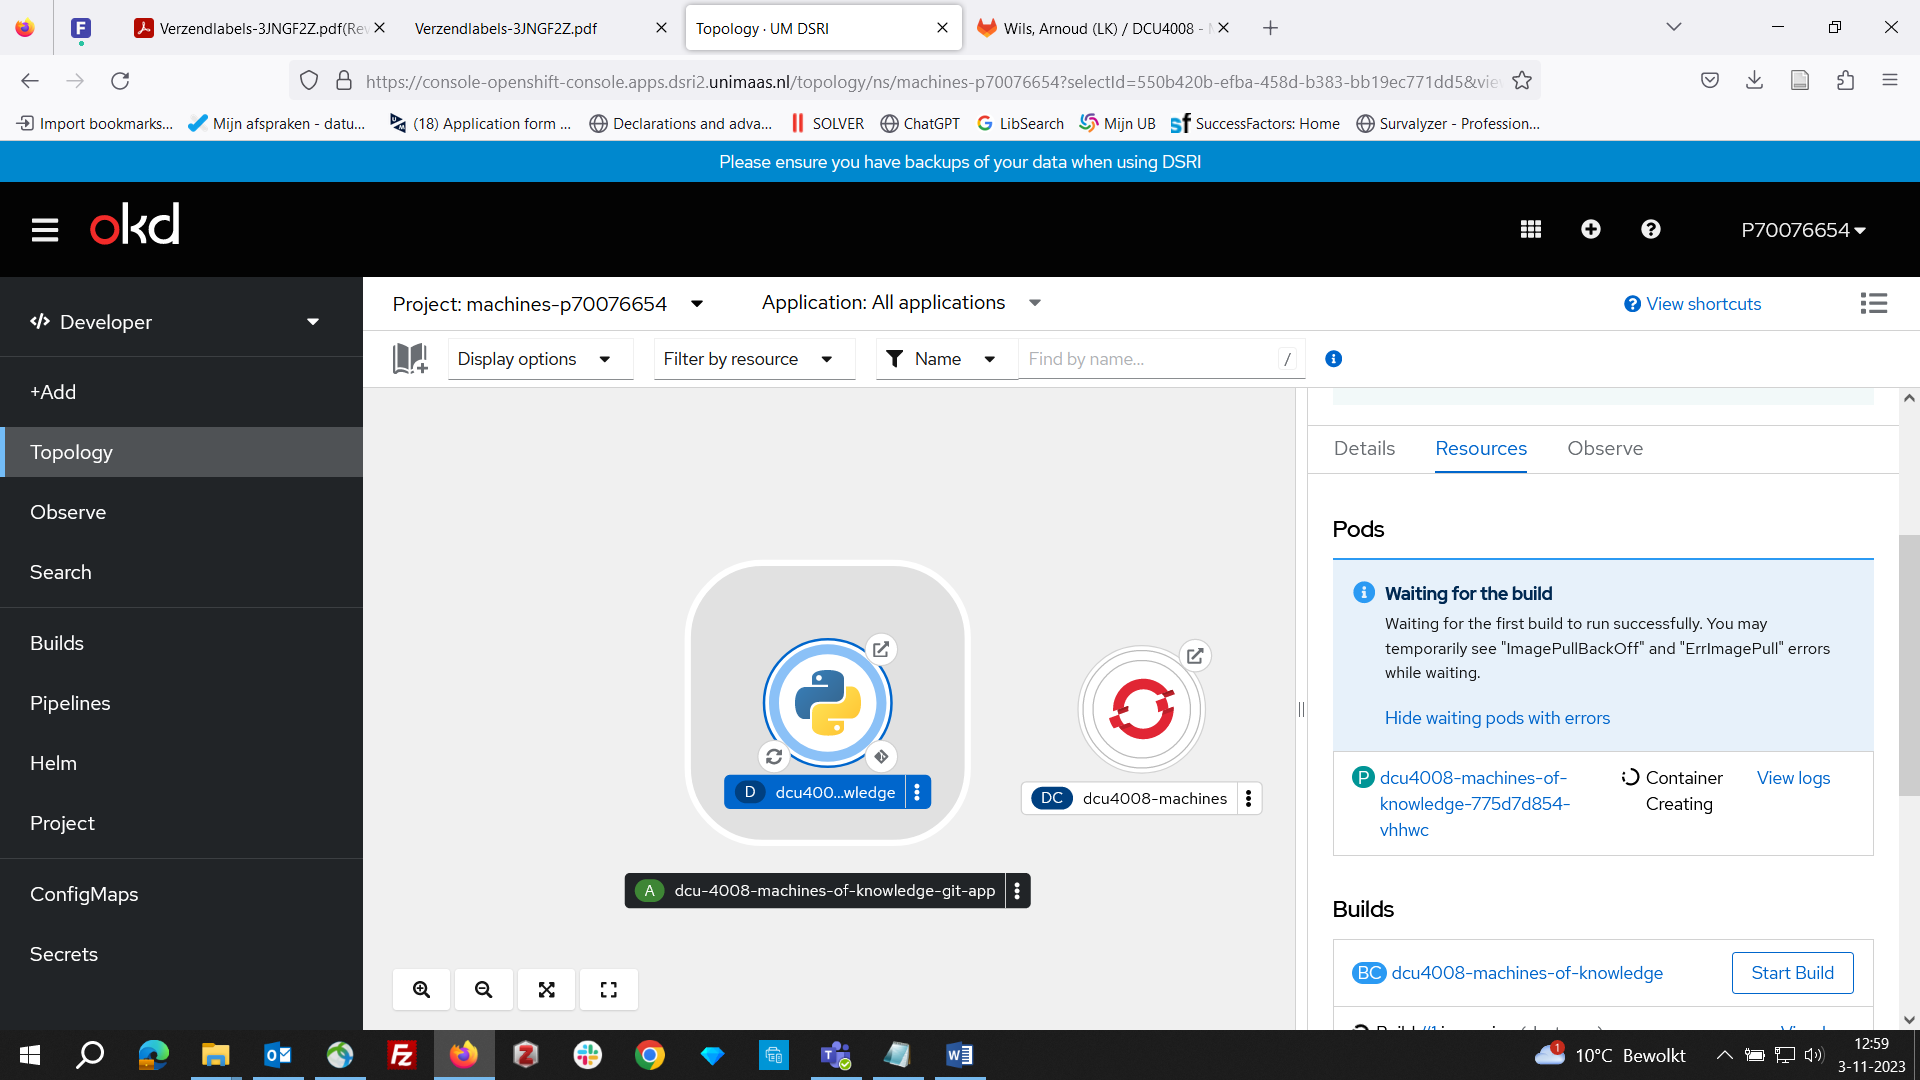 Verzendlabels-3JNGF2Z.pdf(Re
Verzendlabels-3JNGF2Z.pdf
Topology · UM DSRI
Wils, Arnoud (LK) / DCU4008 -
https://console-openshift-console.apps.dsri2.unimaas.nl/topology/ns/machines-p70076654?selectId=550b420b-efba-458d-b383-bb19ec771dd5&vie
Import bookmarks...
Mijn afspraken - datu...
(18) Application form ...
Declarations and adva...
SOLVER
ChatGPT
LibSearch
Mijn UB
SuccessFactors: Home
Survalyzer - Profession...
Please ensure you have backups of your data when using DSRI
okd
P70076654
Developer
+Add
Topology
Observe
Search
Builds
Pipelines
Helm
Project
ConfigMaps
Secrets
Project: machines-p70076654
Application: All applications
View shortcuts
Display options
Filter by resource
Name
Find by name...
/
D dcu400...wledge
DC dcu4008-machines
A dcu-4008-machines-of-knowledge-git-app
Details
Resources
Observe
Pods
Waiting for the build
Waiting for the first build to run successfully. You may
temporarily see "ImagePullBackOff" and "ErrImagePull" errors
while waiting.
Hide waiting pods with errors
P dcu4008-machines-of-
knowledge-775d7d854-
vhhwc
Container
Creating
View logs
Builds
BC dcu4008-machines-of-knowledge
Start Build
10°C Bewolkt
12:59
3-11-2023